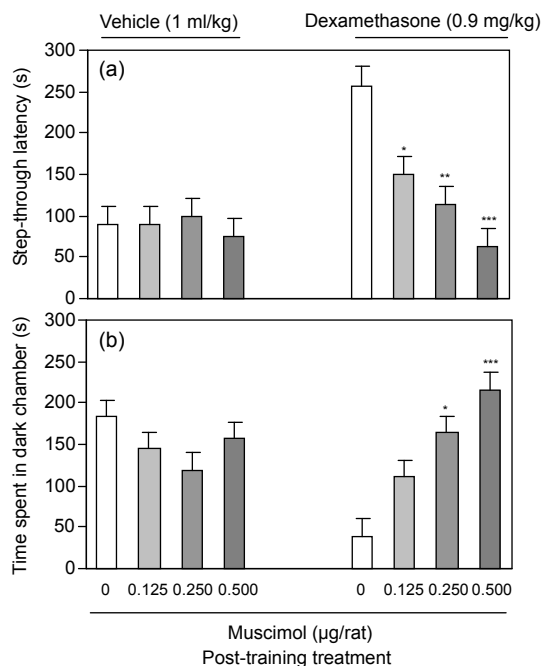 Vehicle (1 ml/kg) Dexamethasone (0.9 mg/kg)
(a)
Step-through latency (s)
300
250
200
150
100
50
0
*
**
***
(b)
Time spent in dark chamber (s)
300
250
200
150
100
50
0
*
***
0 0.125 0.250 0.500 0 0.125 0.250 0.500
Muscimol (µg/rat)
Post-training treatment